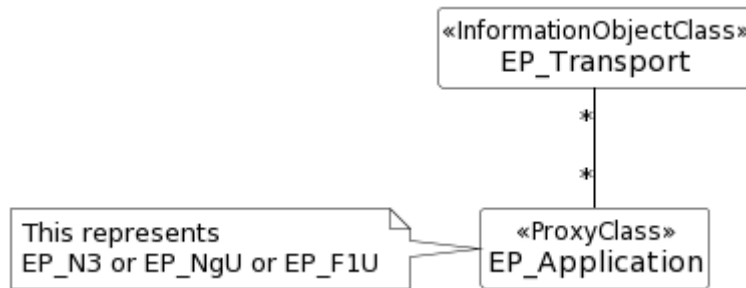 «InformationObjectClass»
EP_Transport
*
*
This represents
EP_N3 or EP_NgU or EP_F1U
«ProxyClass»
EP_Application